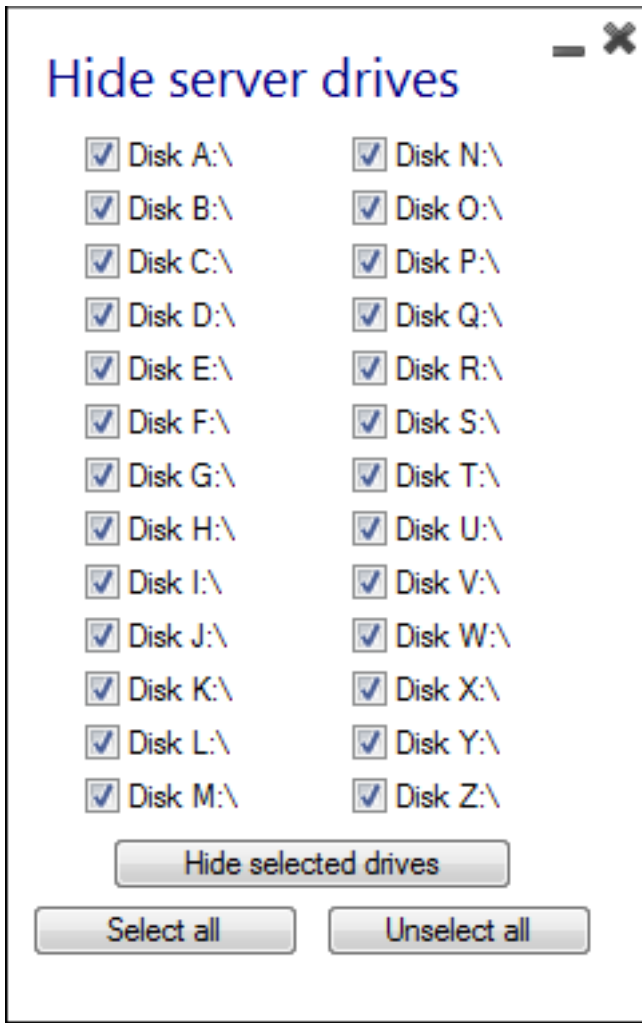 Hide server drives
Disk A:\
Disk B:\
Disk C:\
Disk D:\
Disk E:\
Disk F:\
Disk G:\
Disk H:\
Disk I:\
Disk J:\
Disk K:\
Disk L:\
Disk M:\
Disk N:\
Disk O:\
Disk P:\
Disk Q:\
Disk R:\
Disk S:\
Disk T:\
Disk U:\
Disk V:\
Disk W:\
Disk X:\
Disk Y:\
Disk Z:\
Hide selected drives
Select all
Unselect all